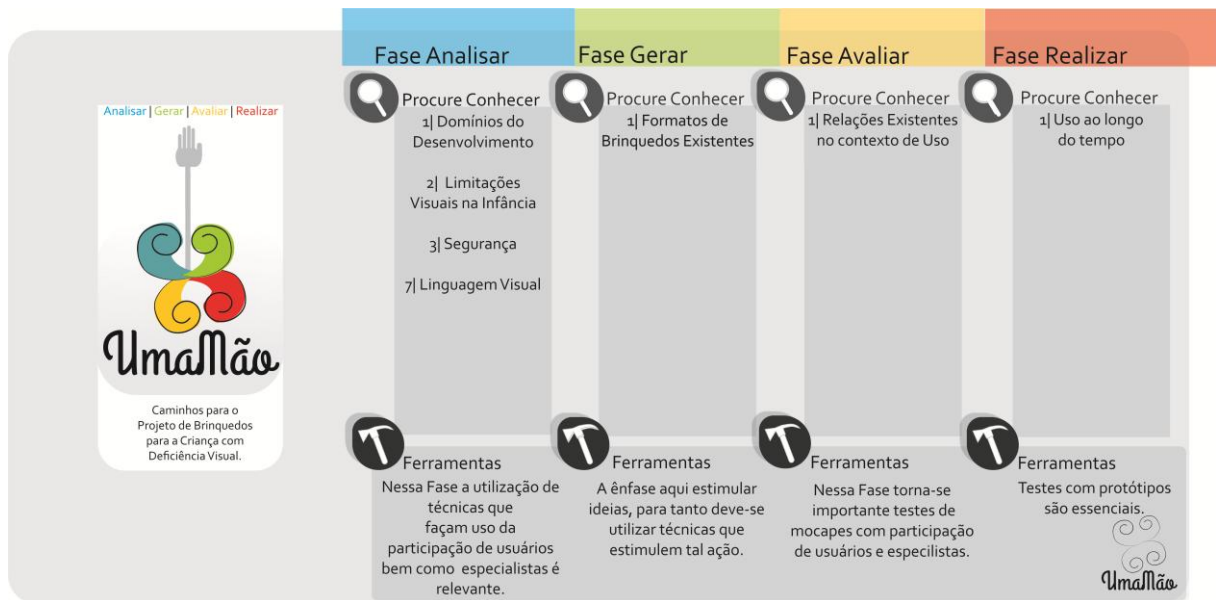 Analisar | Gerar | Avaliar | Realizar
UmaMão
Caminhos para o
Projeto de Brinquedos
para a Criança com
Deficiência Visual.
Fase Analisar
Procure Conhecer
1| Domínios do
Desenvolvimento
2| Limitações
Visuais na Infância
3| Segurança
7| Linguagem Visual
Ferramentas
Nessa Fase a utilização de
técnicas que
façam uso da
participação de usuários
bem como especialistas é
relevante.
Fase Gerar
Procure Conhecer
1| Formatos de
Brinquedos Existentes
Ferramentas
A ênfase aqui estimular
ideias, para tanto deve-se
utilizar técnicas que
estimulem tal ação.
Fase Avaliar
Procure Conhecer
1| Relações Existentes
no contexto de Uso
Ferramentas
Nessa Fase torna-se
importante testes de
mocapes com participação
de usuários e especilistas.
Fase Realizar
Procure Conhecer
1| Uso ao longo
do tempo
Ferramentas
Testes com protótipos
são essenciais.
UmaMão